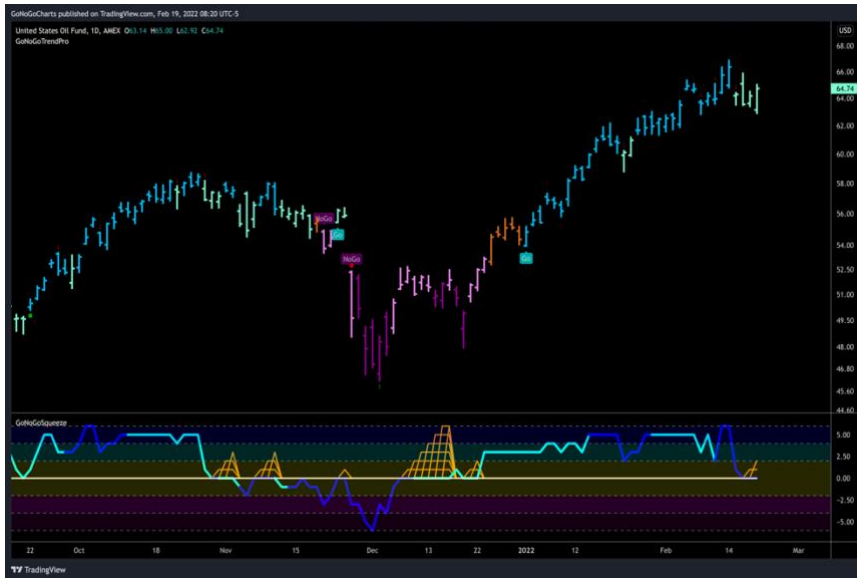 GoNoGoCharts published on TradingView.com, Feb 19, 2022 08:20 UTC-5
United States Oil Fund, 1D, AMEX O63.14 H65.00 L62.92 C64.74
GoNoGoTrendPro
USD
68.00
66.00
64.74
64.00
62.00
60.00
58.00
56.00
54.00
52.50
51.00
49.50
48.00
46.80
45.60
44.60
NoGo
Go
NoGo
Go
GoNoGoSqueeze
5.00
2.50
0.00
-2.50
-5.00
22 Oct 18 Nov 15 Dec 13 22 2022 12 Feb 14 Mar
TradingView